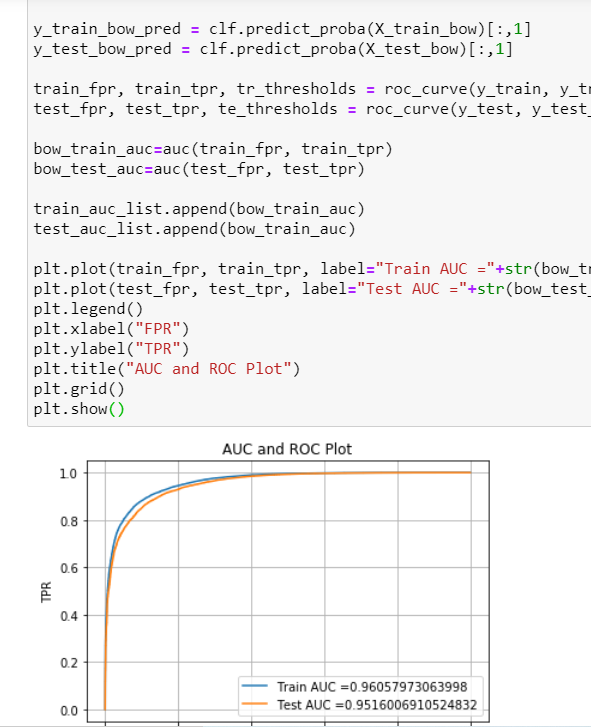 y_train_bow_pred = clf.predict_proba(X_train_bow)[:,1]
y_test_bow_pred = clf.predict_proba(X_test_bow)[:,1]
train_fpr, train_tpr, tr_thresholds = roc_curve(y_train, y_tr
test_fpr, test_tpr, te_thresholds = roc_curve(y_test, y_test_
bow_train_auc=auc(train_fpr, train_tpr)
bow_test_auc=auc(test_fpr, test_tpr)
train_auc_list.append(bow_train_auc)
test_auc_list.append(bow_train_auc)
plt.plot(train_fpr, train_tpr, label="Train AUC ="+str(bow_tr
plt.plot(test_fpr, test_tpr, label="Test AUC ="+str(bow_test_
plt.legend()
plt.xlabel("FPR")
plt.ylabel("TPR")
plt.title("AUC and ROC Plot")
plt.grid()
plt.show()
AUC and ROC Plot
1.0
0.8
0.6
TPR
0.4
0.2
0.0
Train AUC =0.96057973063998
Test AUC =0.9516006910524832